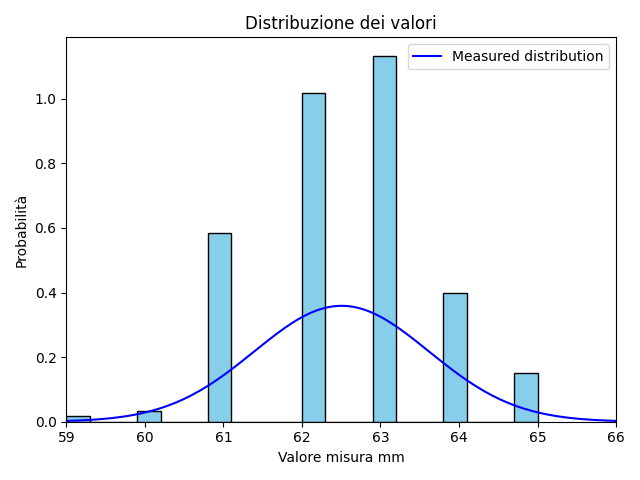 Distribuzione dei valori
Measured distribution
Probabilità
1.0
0.8
0.6
0.4
0.2
0.0
59 60 61 62 63 64 65 66
Valore misura mm